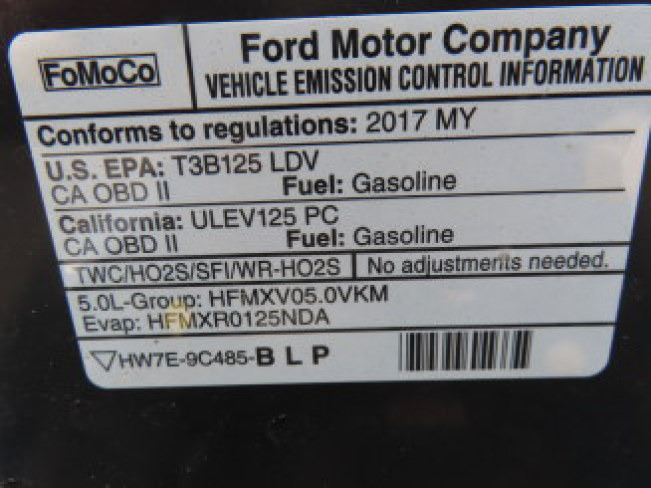 FoMoCo
Ford Motor Company
VEHICLE EMISSION CONTROL INFORMATION
Conforms to regulations: 2017 MY
U.S. EPA: T3B125 LDV
CA OBD II Fuel: Gasoline
California: ULEV125 PC
CA OBD II Fuel: Gasoline
TWC/HO2S/SFI/WR-HO2S No adjustments needed.
5.0L-Group: HFMXV05.0VKM
Evap: HFMXR0125NDA
HW7E-9C485-B L P